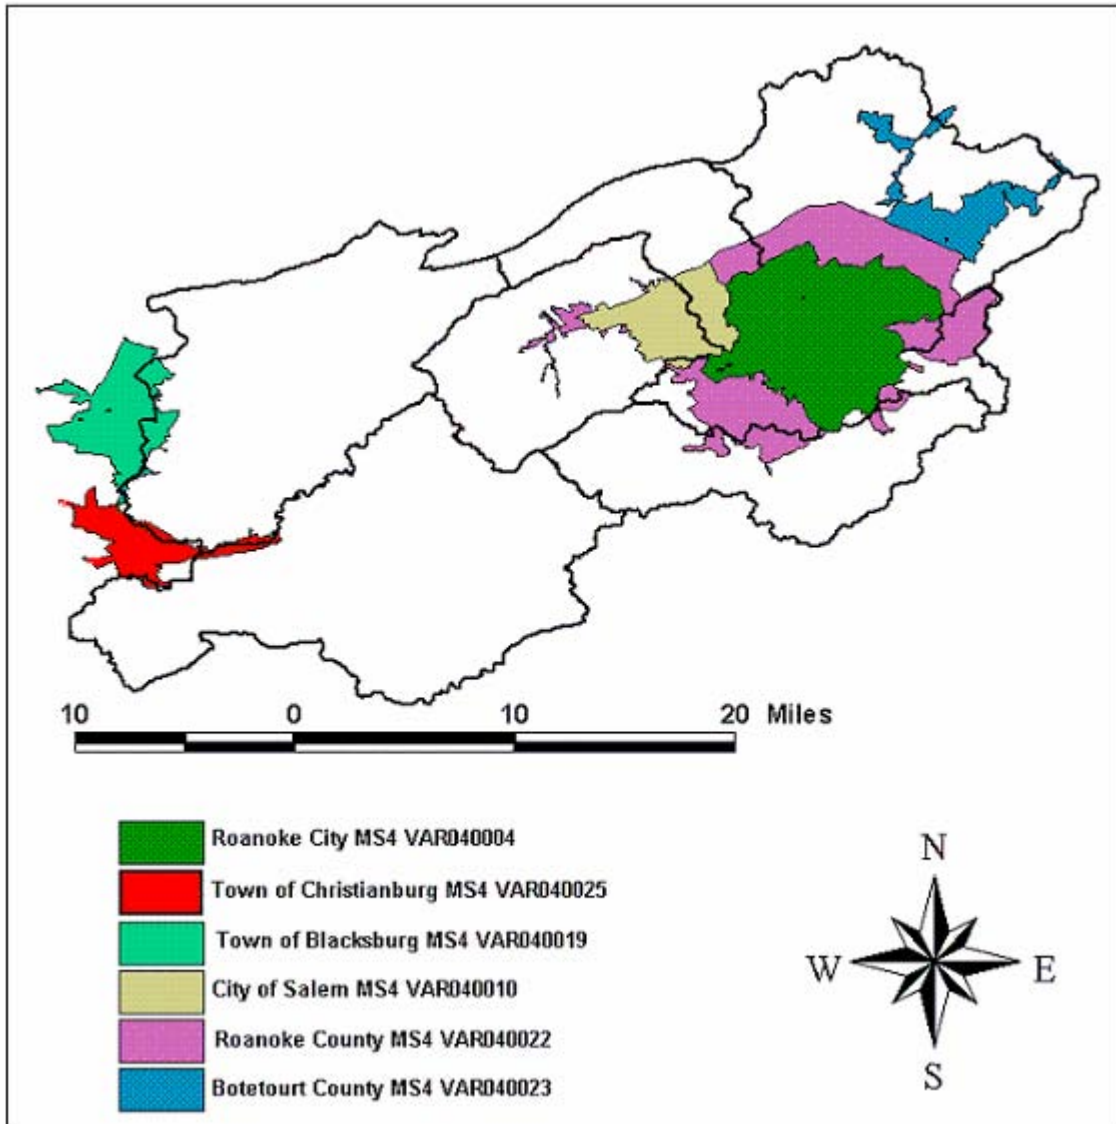 10 0 10 20 Miles
Roanoke City MS4 VAR040004
Town of Christianburg MS4 VAR040025
Town of Blacksburg MS4 VAR040019
City of Salem MS4 VAR040010
Roanoke County MS4 VAR040022
Botetourt County MS4 VAR040023
N
W E
S